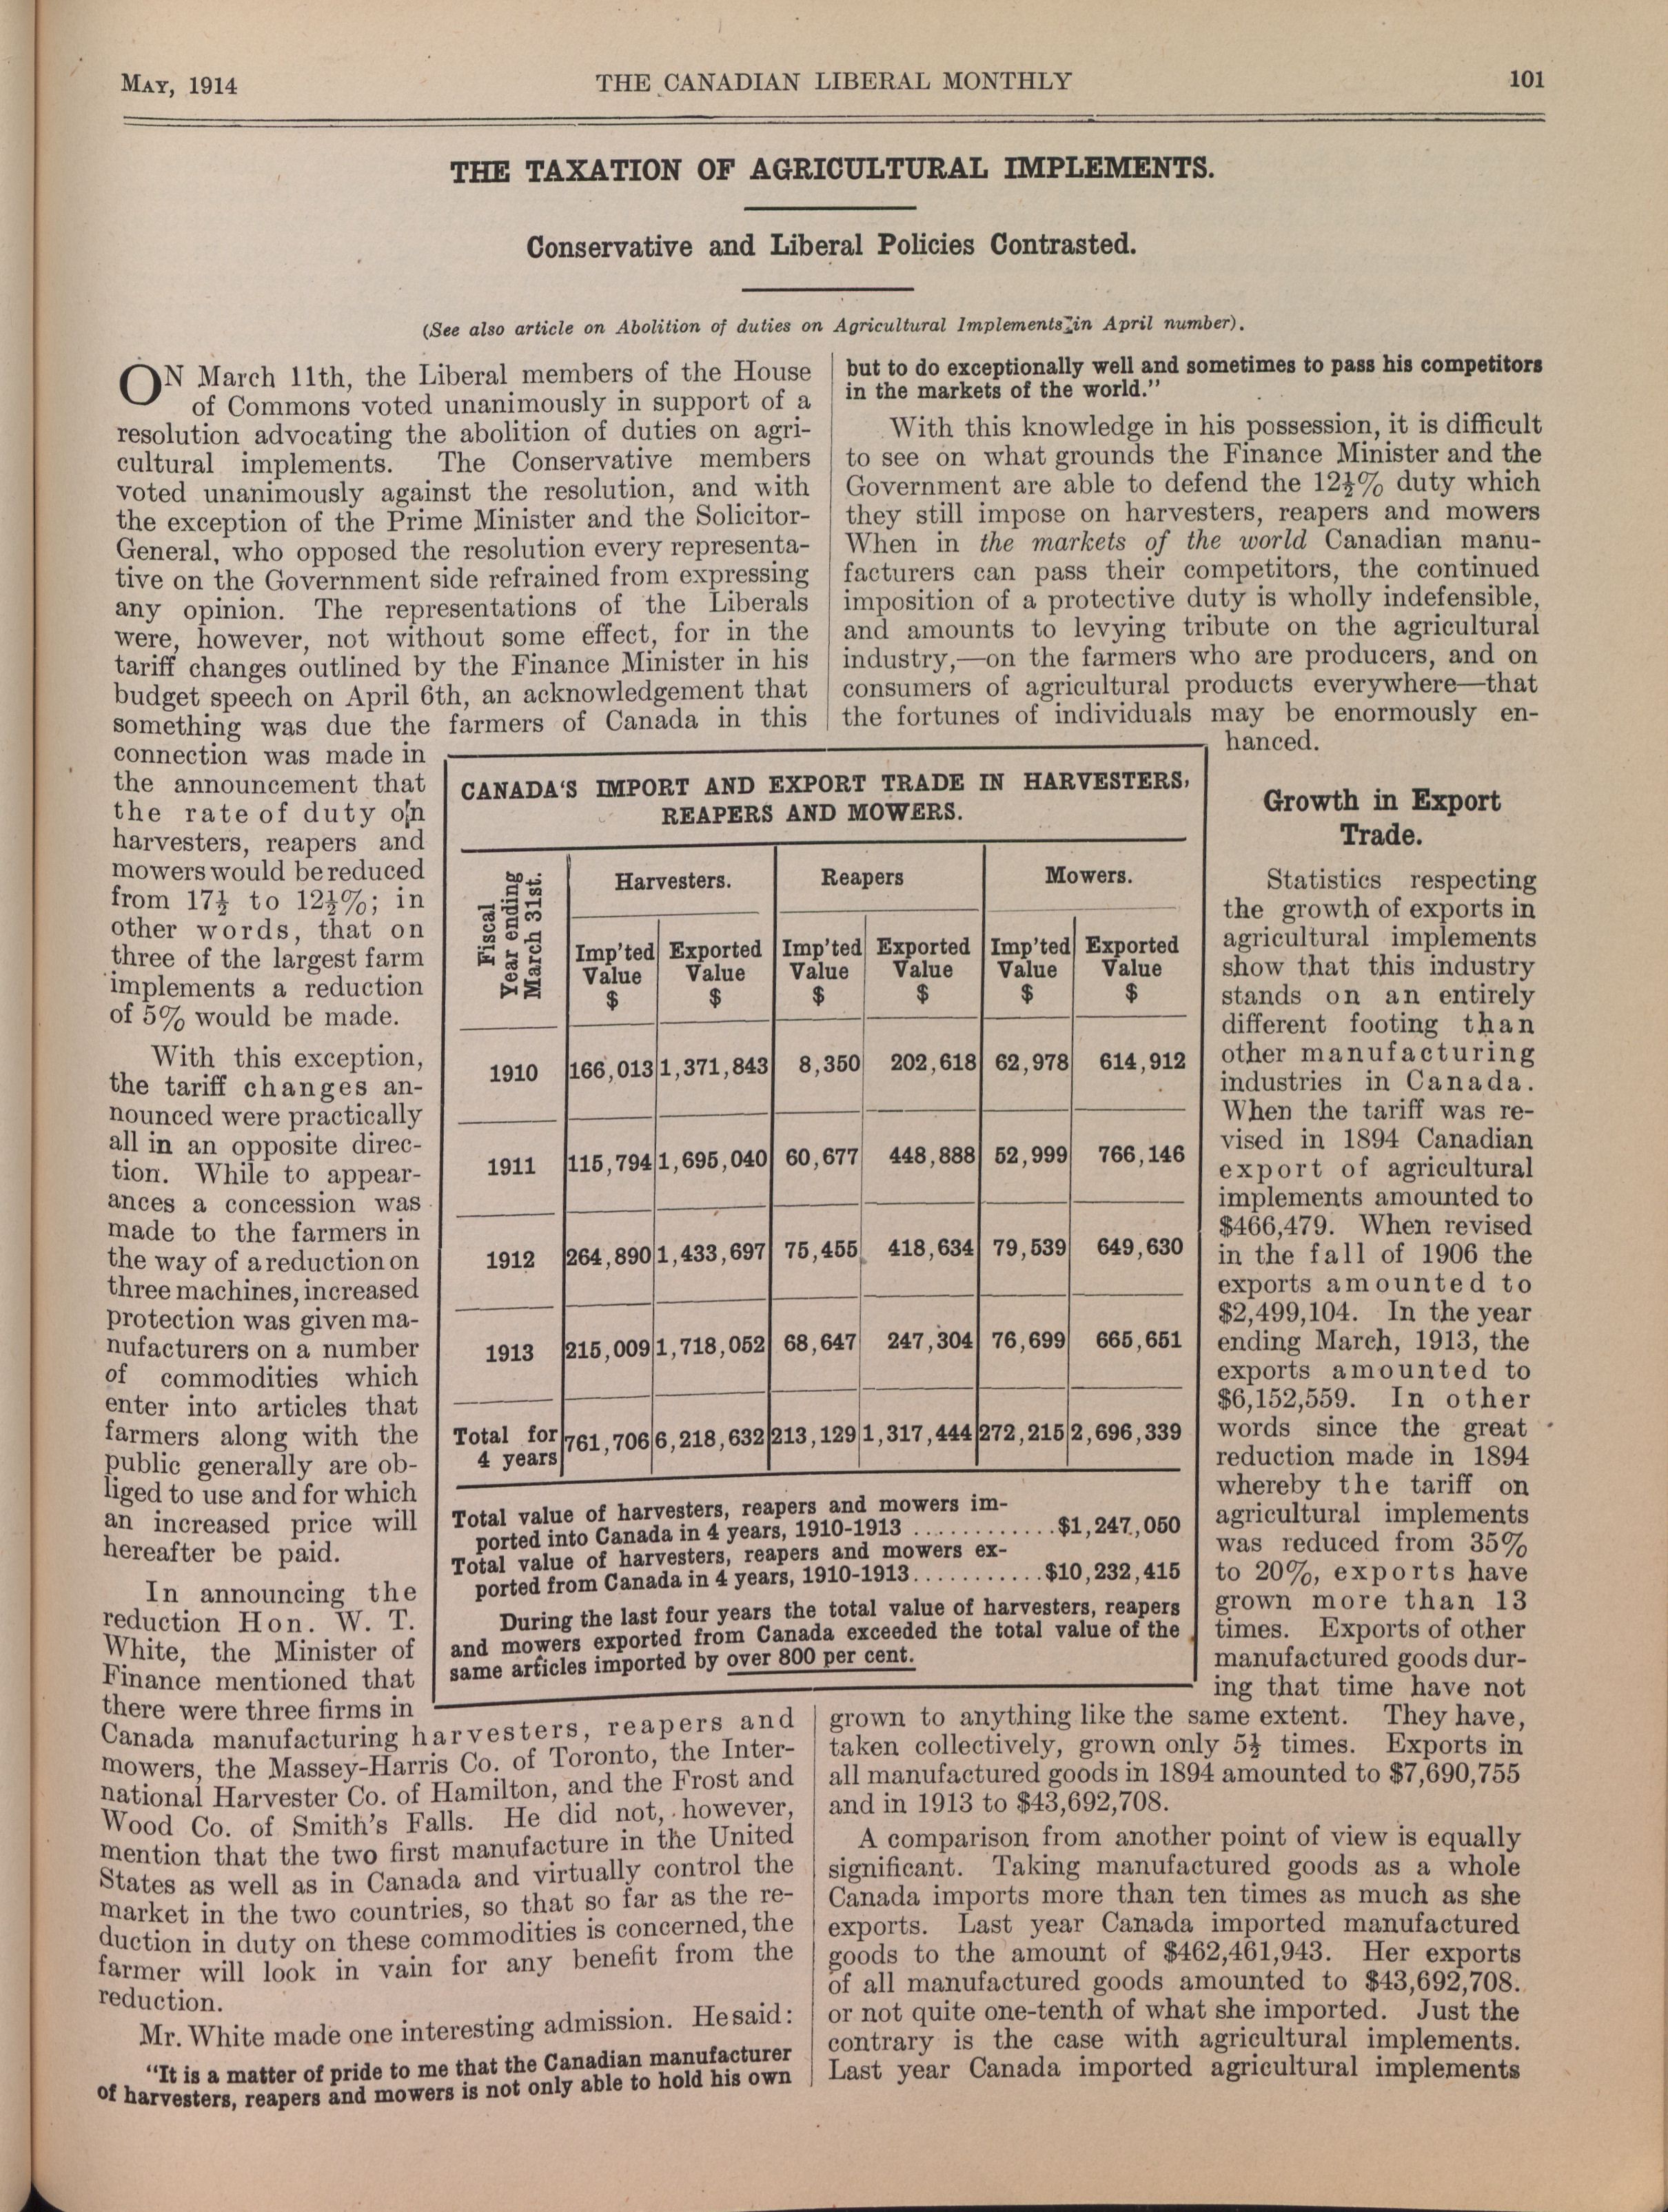 MAY, 1914
THE CANADIAN LIBERAL MONTHLY
101
THE TAXATION OF AGRICULTURAL IMPLEMENTS.
Conservative and Liberal Policies Contrasted.
(See also article on Abolition of duties on Agricultural Implements in April number).
ON March 11th, the Liberal members of the House
of Commons voted unanimously in support of a
resolution advocating the abolition of duties on agri-
cultural implements. The Conservative members
voted unanimously against the resolution, and with
the exception of the Prime Minister and the Solicitor-
General, who opposed the resolution every representa-
tive on the Government side refrained from expressing
any opinion. The representations of the Liberals
were, however, not without some effect, for in the
tariff changes outlined by the Finance Minister in his
budget speech on April 6th, an acknowledgement that
something was due the farmers of Canada in this
connection was made in
the announcement that
the rate of duty on
harvesters, reapers and
mowers would be reduced
from 17½ to 12½%; in
other words, that on
three of the largest farm
implements a reduction
of 5% would be made.
With this exception,
the tariff changes an-
nounced were practically
all in an opposite direc-
tion. While to appear-
ances a concession was
made to the farmers in
the way of a reduction on
three machines, increased
protection was given ma-
nufacturers on a number
of commodities which
enter into articles that
farmers along with the
public generally are ob-
liged to use and for which
an increased price will
hereafter be paid.
In announcing the
reduction Hon. W. T.
White, the Minister of
Finance mentioned that
there were three firms in
Canada manufacturing harvesters, reapers and
mowers, the Massey-Harris Co. of Toronto, the Inter-
national Harvester Co. of Hamilton, and the Frost and
Wood Co. of Smith's Falls. He did not, however,
mention that the two first manufacture in the United
States as well as in Canada and virtually control the
market in the two countries, so that so far as the re-
duction in duty on these commodities is concerned, the
farmer will look in vain for any benefit from the
reduction.
Mr. White made one interesting admission. He said:
"It is a matter of pride to me that the Canadian manufacturer
of harvesters, reapers and mowers is not only able to hold his own
but to do exceptionally well and sometimes to pass his competitors
in the markets of the world."
With this knowledge in his possession, it is difficult
to see on what grounds the Finance Minister and the
Government are able to defend the 12½% duty which
they still impose on harvesters, reapers and mowers
When in the markets of the world Canadian manu-
facturers can pass their competitors, the continued
imposition of a protective duty is wholly indefensible,
and amounts to levying tribute on the agricultural
industry,—on the farmers who are producers, and on
consumers of agricultural products everywhere—that
the fortunes of individuals may be enormously en-
hanced.
CANADA'S IMPORT AND EXPORT TRADE IN HARVESTERS,
REAPERS AND MOWERS.
Fiscal Year ending March 31st. Harvesters. Reapers Mowers.
Imp'ted Exported Imp'ted Exported Imp'ted Exported
Value Value Value Value Value Value
$ $ $ $ $ $
1910 166,013 1,371,843 8,350 202,618 62,978 614,912
1911 115,794 1,695,040 60,677 448,888 52,999 766,146
1912 264,890 1,433,697 75,455 418,634 79,539 649,630
1913 215,009 1,718,052 68,647 247,304 76,699 665,651
Total for 4 years 761,706 6,218,632 213,129 1,317,444 272,215 2,696,339
Total value of harvesters, reapers and mowers im-
ported into Canada in 4 years, 1910-1913 ............$1,247,050
Total value of harvesters, reapers and mowers ex-
ported from Canada in 4 years, 1910-1913...........$10,232,415
During the last four years the total value of harvesters, reapers
and mowers exported from Canada exceeded the total value of the
same articles imported by over 800 per cent.
Growth in Export
Trade.
Statistics respecting
the growth of exports in
agricultural implements
show that this industry
stands on an entirely
different footing than
other manufacturing
industries in Canada.
When the tariff was re-
vised in 1894 Canadian
export of agricultural
implements amounted to
$466,479. When revised
in the fall of 1906 the
exports amounted to
$2,499,104. In the year
ending March, 1913, the
exports amounted to
$6,152,559. In other
words since the great
reduction made in 1894
whereby the tariff on
agricultural implements
was reduced from 35%
to 20%, exports have
grown more than 13
times. Exports of other
manufactured goods dur-
ing that time have not
grown to anything like the same extent. They have,
taken collectively, grown only 5½ times. Exports in
all manufactured goods in 1894 amounted to $7,690,755
and in 1913 to $43,692,708.
A comparison from another point of view is equally
significant. Taking manufactured goods as a whole
Canada imports more than ten times as much as she
exports. Last year Canada imported manufactured
goods to the amount of $462,461,943. Her exports
of all manufactured goods amounted to $43,692,708.
or not quite one-tenth of what she imported. Just the
contrary is the case with agricultural implements.
Last year Canada imported agricultural implements